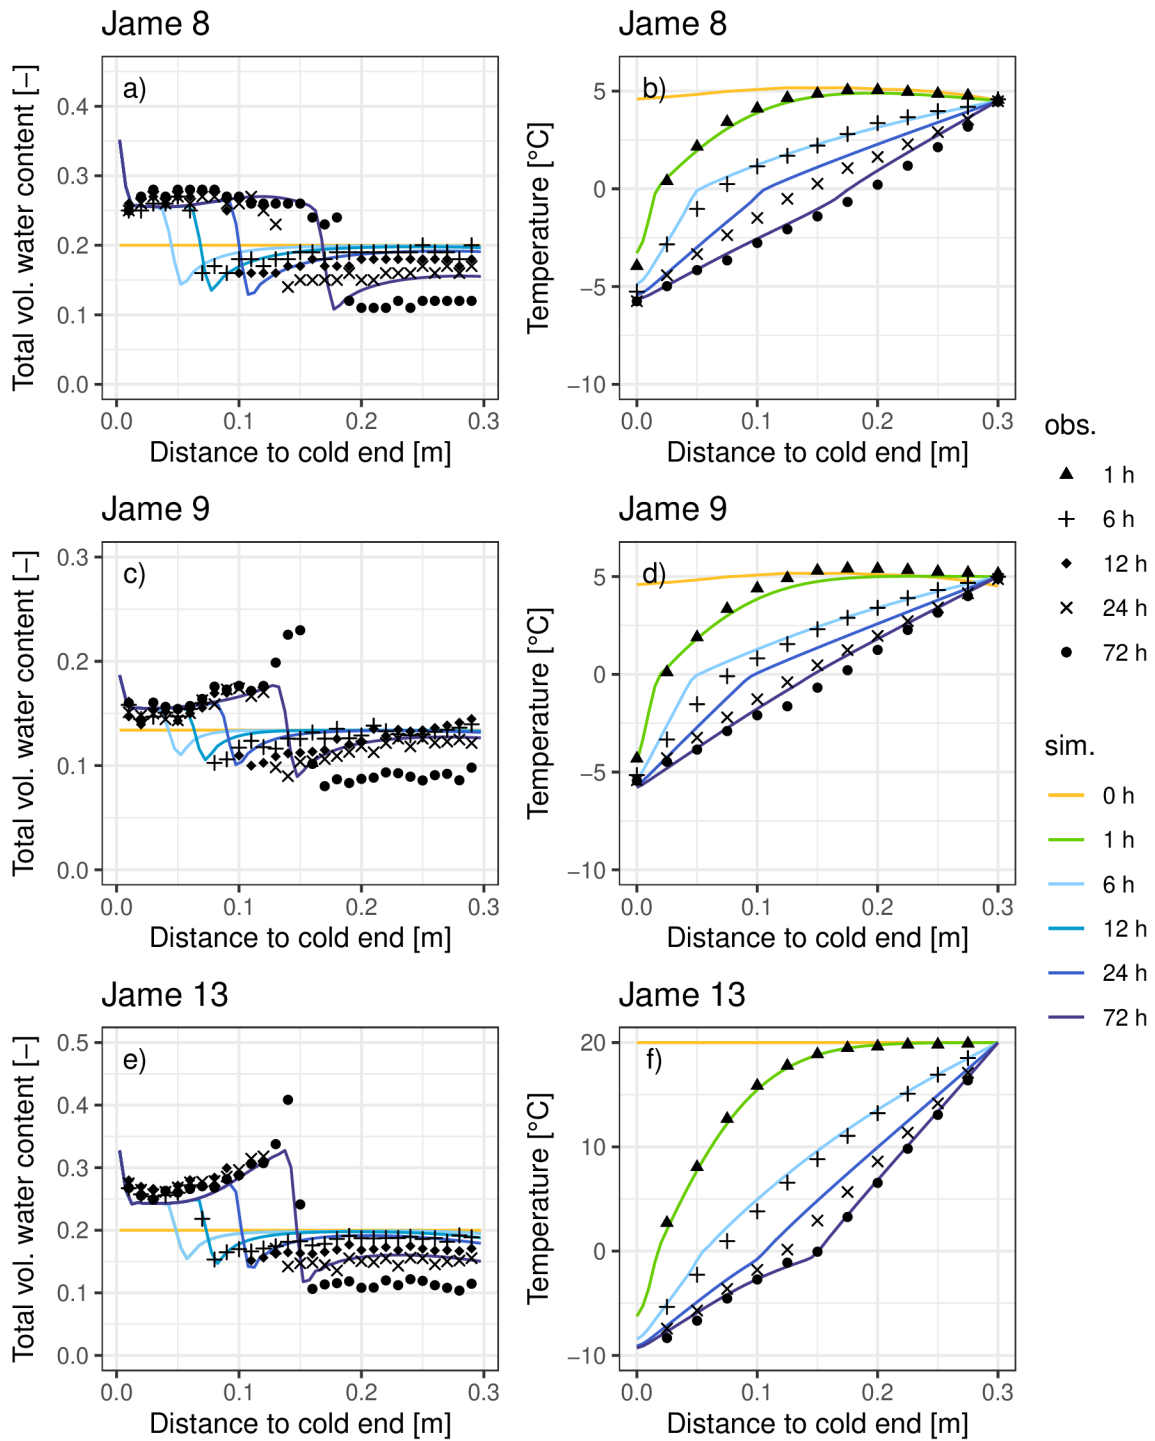 Jame 8
Jame 8
Total vol. water content [−]
a)
0.4
0.3
0.2
0.1
0.0
0.0 0.1 0.2 0.3
Distance to cold end [m]
Temperature [°C]
b)
5
0
−5
−10
0.0 0.1 0.2 0.3
Distance to cold end [m]
Jame 9
Jame 9
Total vol. water content [−]
c)
0.3
0.2
0.1
0.0
0.0 0.1 0.2 0.3
Distance to cold end [m]
Temperature [°C]
d)
5
0
−5
−10
0.0 0.1 0.2 0.3
Distance to cold end [m]
Jame 13
Jame 13
Total vol. water content [−]
e)
0.5
0.4
0.3
0.2
0.1
0.0
0.0 0.1 0.2 0.3
Distance to cold end [m]
Temperature [°C]
f)
20
10
0
−10
0.0 0.1 0.2 0.3
Distance to cold end [m]
obs.
1 h
6 h
12 h
24 h
72 h
sim.
0 h
1 h
6 h
12 h
24 h
72 h